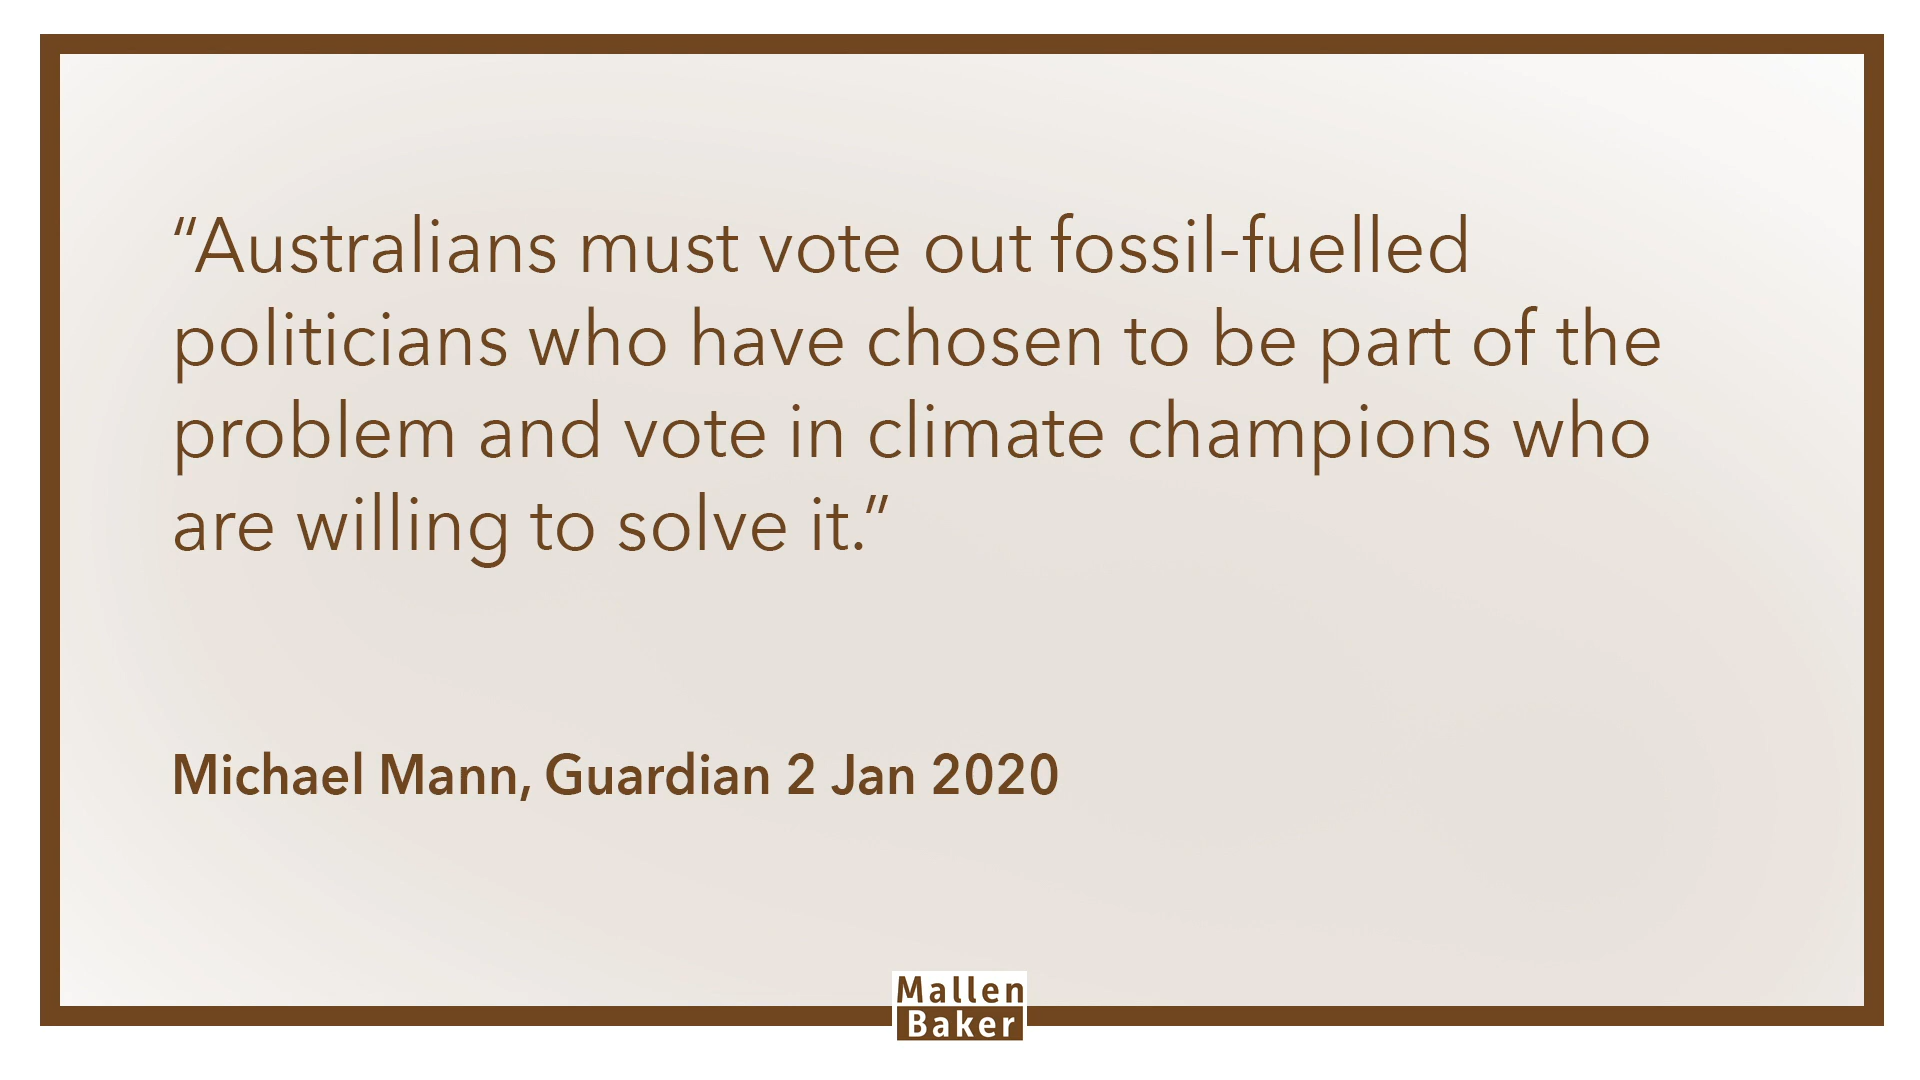 “Australians must vote out fossil-fuelled
politicians who have chosen to be part of the
problem and vote in climate champions who
are willing to solve it.”
Michael Mann, Guardian 2 Jan 2020
Mallen
Baker